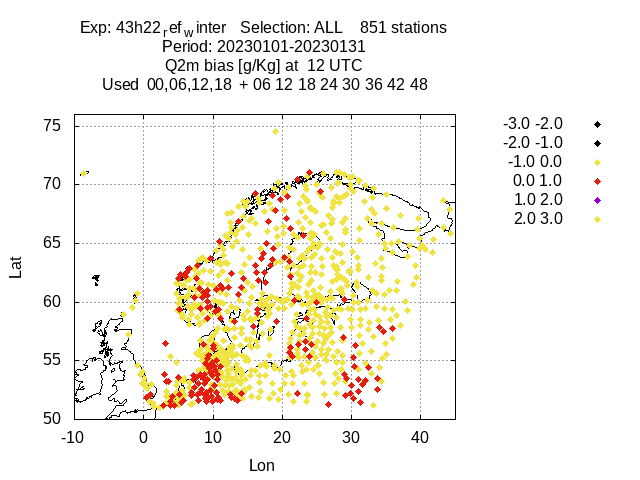 Exp: 43h22refwinter Selection: ALL 851 stations
Period: 20230101-20230131
Q2m bias [g/Kg] at 12 UTC
Used 00,06,12,18 + 06 12 18 24 30 36 42 48
-3.0 -2.0
-2.0 -1.0
-1.0 0.0
0.0 1.0
1.0 2.0
2.0 3.0
75
70
65
60
55
50
Lat
-10 0 10 20 30 40
Lon